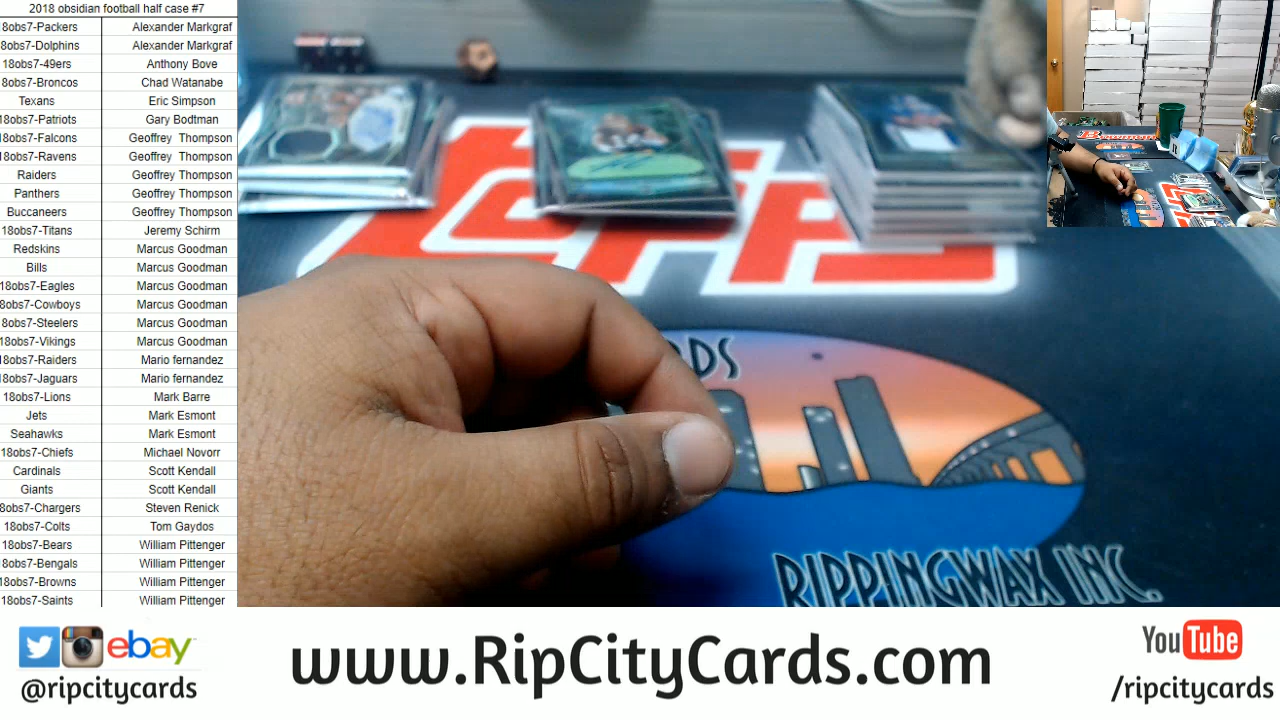 2018 obsidian football half case #7
8obs7-Packers Alexander Markgraf
8obs7-Dolphins Alexander Markgraf
18obs7-49ers Anthony Bove
8obs7-Broncos Chad Watanabe
Texans Eric Simpson
18obs7-Patriots Gary Bodtman
8obs7-Falcons Geoffrey Thompson
18obs7-Ravens Geoffrey Thompson
Raiders Geoffrey Thompson
Panthers Geoffrey Thompson
Buccaneers Geoffrey Thompson
18obs7-Titans Jeremy Schirm
Redskins Marcus Goodman
Bills Marcus Goodman
18obs7-Eagles Marcus Goodman
8obs7-Cowboys Marcus Goodman
8obs7-Steelers Marcus Goodman
18obs7-Vikings Marcus Goodman
18obs7-Raiders Mario fernandez
18obs7-Jaguars Mario fernandez
18obs7-Lions Mark Barre
Jets Mark Esmont
Seahawks Mark Esmont
18obs7-Chiefs Michael Novorr
Cardinals Scott Kendall
Giants Scott Kendall
8obs7-Chargers Steven Renick
18obs7-Colts Tom Gaydos
18obs7-Bears William Pittenger
8obs7-Bengals William Pittenger
18obs7-Browns William Pittenger
18obs7-Saints William Pittenger
RDS
RIPPINGWAX INC.
ebay
@ripcitycards
www.RipCityCards.com
YouTube
/ripcitycards